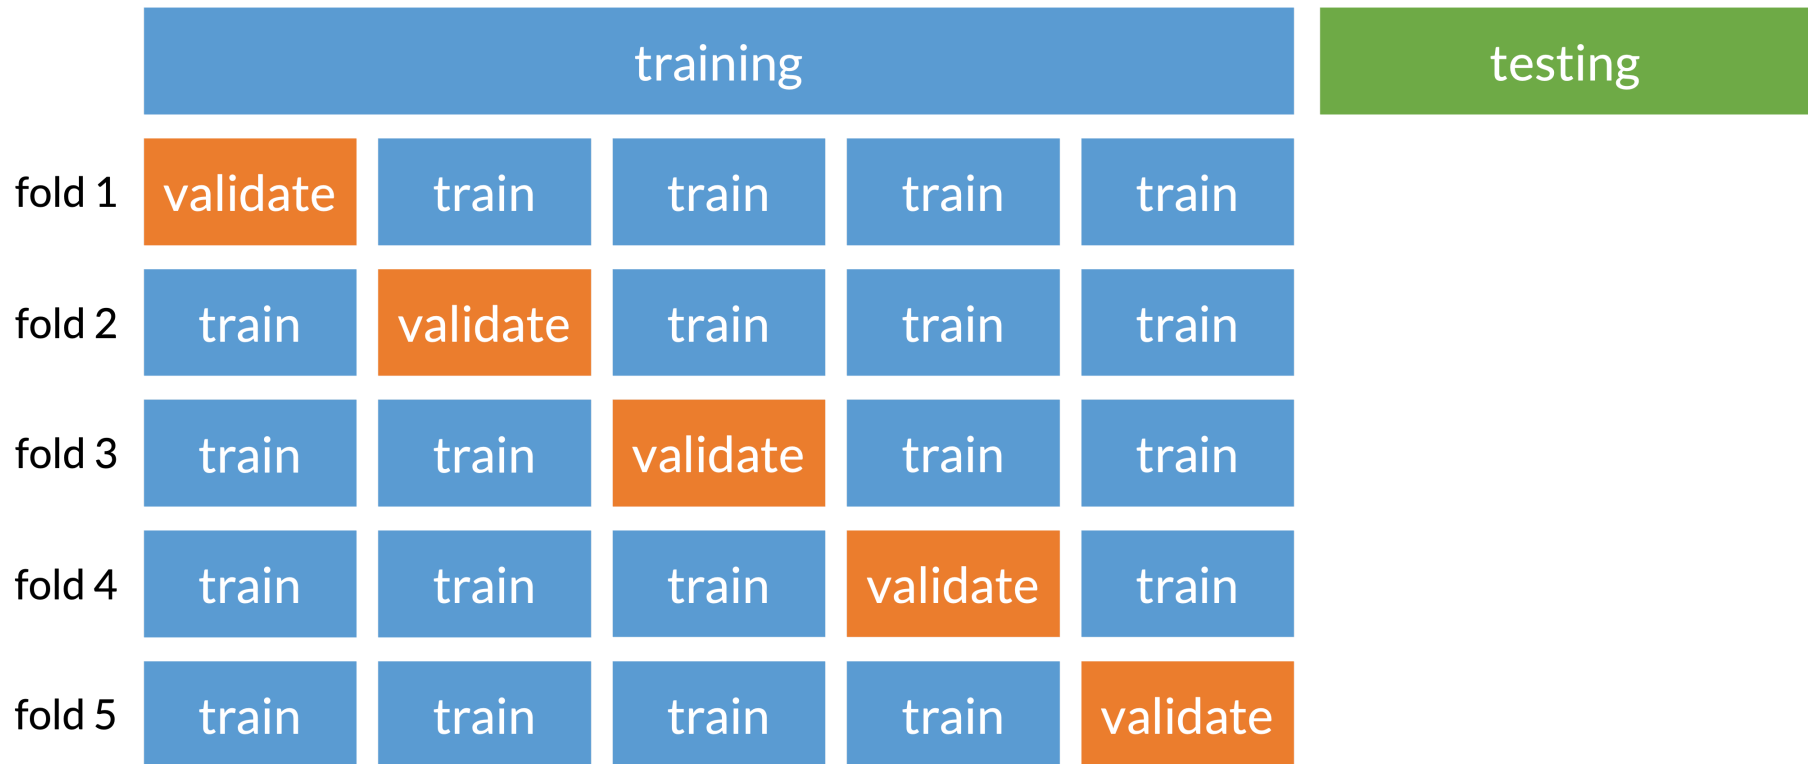 training testing
fold 1 validate train train train train
fold 2 train validate train train train
fold 3 train train validate train train
fold 4 train train train validate train
fold 5 train train train train validate